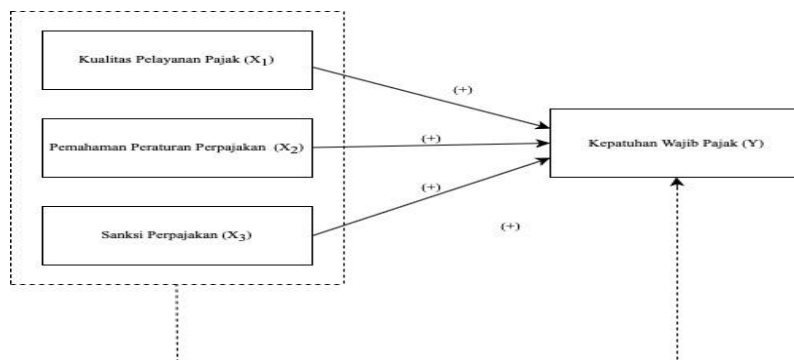 Kualitas Pelayanan Pajak (X1)
(+)
Pemahaman Peraturan Perpajakan (X2)
(+)
Kepatuhan Wajib Pajak (Y)
(+)
Sanksi Perpajakan (X3)
(+)